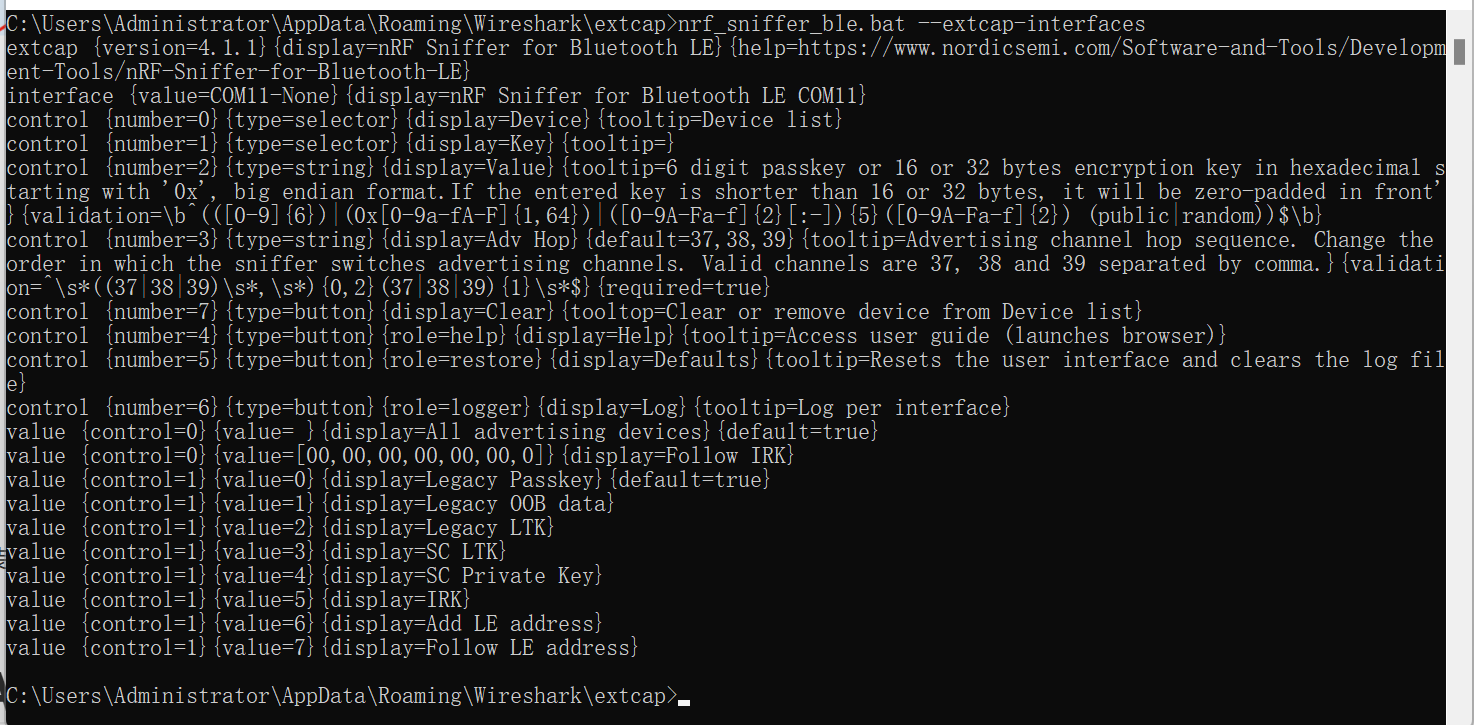 C:\Users\Administrator\AppData\Roaming\Wireshark\extcap>nrf_sniffer_ble.bat --extcap-interfaces
extcap {version=4.1.1}{display=nRF Sniffer for Bluetooth LE}{help=https://www.nordicsemi.com/Software-and-Tools/Developm
ent-Tools/nRF-Sniffer-for-Bluetooth-LE}
interface {value=COM11-None}{display=nRF Sniffer for Bluetooth LE COM11}
control {number=0}{type=selector}{display=Device}{tooltip=Device list}
control {number=1}{type=selector}{display=Key}{tooltip=}
control {number=2}{type=string}{display=Value}{tooltip=6 digit passkey or 16 or 32 bytes encryption key in hexadecimal s
tarting with '0x', big endian format.If the entered key is shorter than 16 or 32 bytes, it will be zero-padded in front'
}{validation=\b^(([0-9]{6})|(0x[0-9a-fA-F]{1,64})|([0-9A-Fa-f]{2}[:-]){5}([0-9A-Fa-f]{2}) (public|random))$\b}
control {number=3}{type=string}{display=Adv Hop}{default=37,38,39}{tooltip=Advertising channel hop sequence. Change the
order in which the sniffer switches advertising channels. Valid channels are 37, 38 and 39 separated by comma.}{validati
on=^\s*((37|38|39)\s*,\s*){0,2}(37|38|39){1}\s*$}{required=true}
control {number=7}{type=button}{display=Clear}{tooltop=Clear or remove device from Device list}
control {number=4}{type=button}{role=help}{display=Help}{tooltip=Access user guide (launches browser)}
control {number=5}{type=button}{role=restore}{display=Defaults}{tooltip=Resets the user interface and clears the log fil
e}
control {number=6}{type=button}{role=logger}{display=Log}{tooltip=Log per interface}
value {control=0}{value= }{display=All advertising devices}{default=true}
value {control=0}{value=[00,00,00,00,00,00,0]}{display=Follow IRK}
value {control=1}{value=0}{display=Legacy Passkey}{default=true}
value {control=1}{value=1}{display=Legacy OOB data}
value {control=1}{value=2}{display=Legacy LTK}
value {control=1}{value=3}{display=SC LTK}
value {control=1}{value=4}{display=SC Private Key}
value {control=1}{value=5}{display=IRK}
value {control=1}{value=6}{display=Add LE address}
value {control=1}{value=7}{display=Follow LE address}
C:\Users\Administrator\AppData\Roaming\Wireshark\extcap>